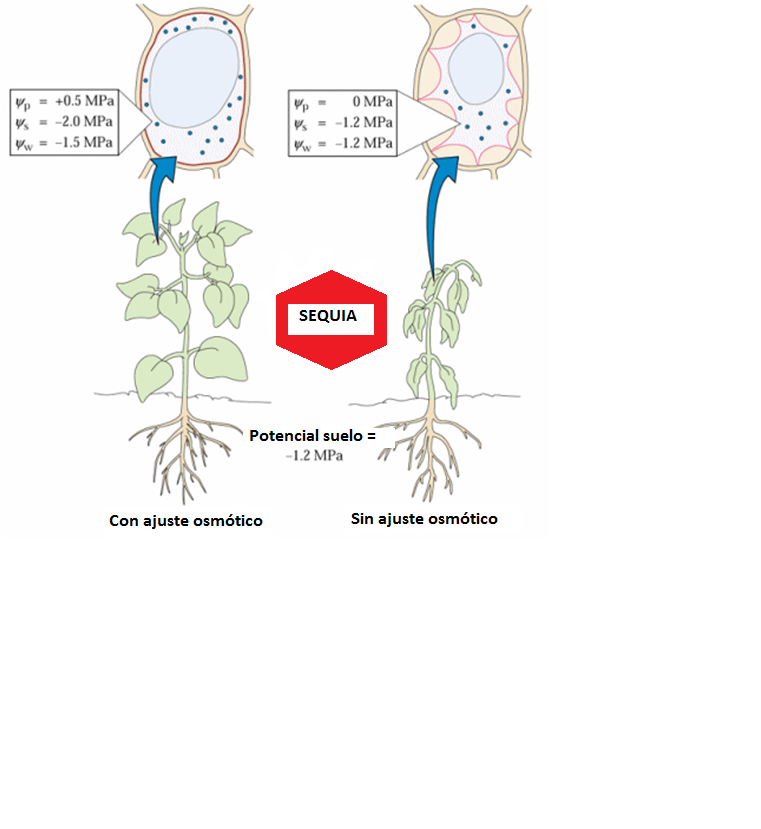 Ψp = +0.5 MPa
Ψs = –2.0 MPa
Ψw = –1.5 MPa
Ψp = 0 MPa
Ψs = –1.2 MPa
Ψw = –1.2 MPa
SEQUIA
Potencial suelo =
–1.2 MPa
Con ajuste osmótico
Sin ajuste osmótico